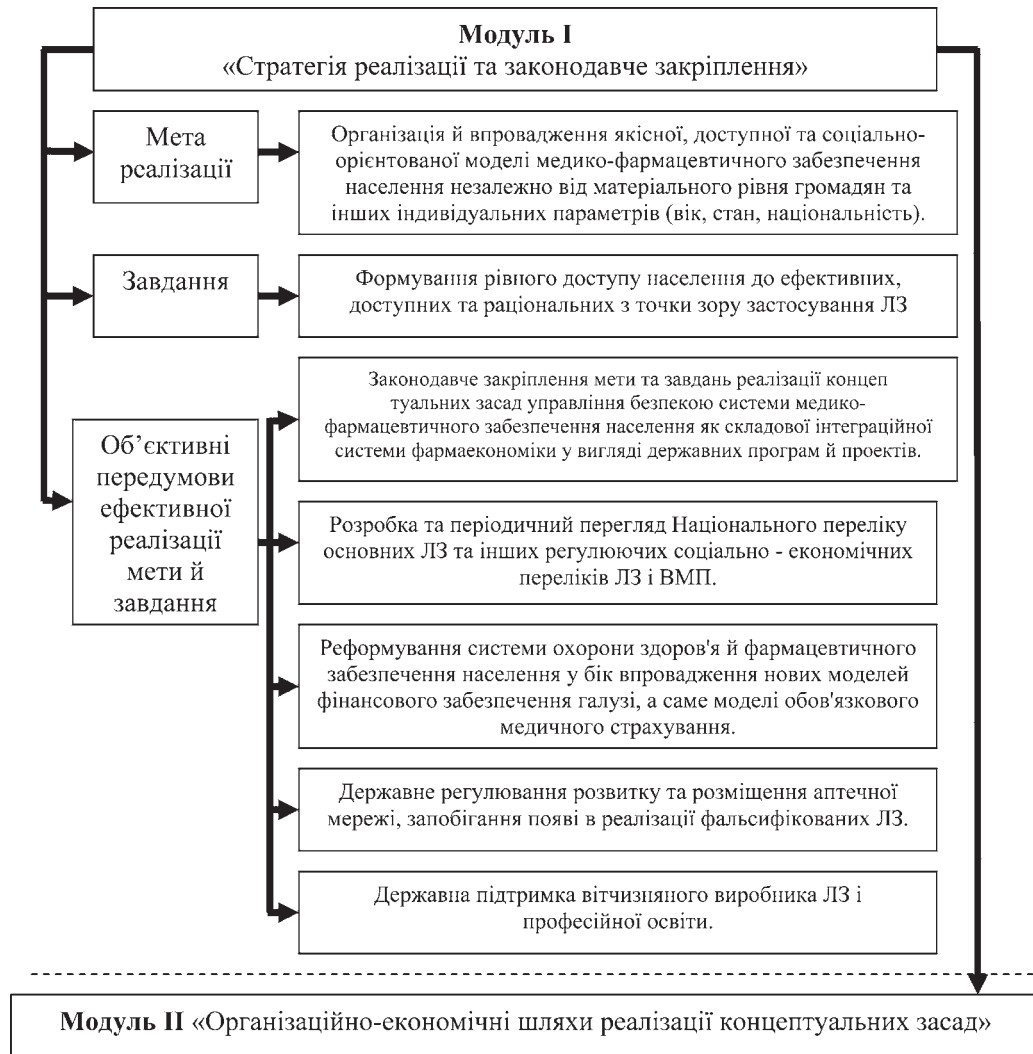 Модуль I
«Стратегія реалізації та законодавче закріплення»
Мета
реалізації
Організація й впровадження якісної, доступної та соціально-
орієнтованої моделі медико-фармацевтичного забезпечення
населення незалежно від матеріального рівня громадян та
інших індивідуальних параметрів (вік, стан, національність).
Завдання
Формування рівного доступу населення до ефективних,
доступних та раціональних з точки зору застосування ЛЗ
Об’єктивні
передумови
ефективної
реалізації
мети й
завдання
Законодавче закріплення мети та завдань реалізації концеп
туальних засад управління безпекою системи медико-
фармацевтичного забезпечення населення як складової інтеграційної
системи фармаекономіки у вигляді державних програм й проектів.
Розробка та періодичний перегляд Національного переліку
основних ЛЗ та інших регулюючих соціально - економічних
переліків ЛЗ і ВМП.
Реформування системи охорони здоров'я й фармацевтичного
забезпечення населення у бік впровадження нових моделей
фінансового забезпечення галузі, а саме моделі обов'язкового
медичного страхування.
Державне регулювання розвитку та розміщення аптечної
мережі, запобігання появі в реалізації фальсифікованих ЛЗ.
Державна підтримка вітчизняного виробника ЛЗ і
професійної освіти.
Модуль II «Організаційно-економічні шляхи реалізації концептуальних засад»